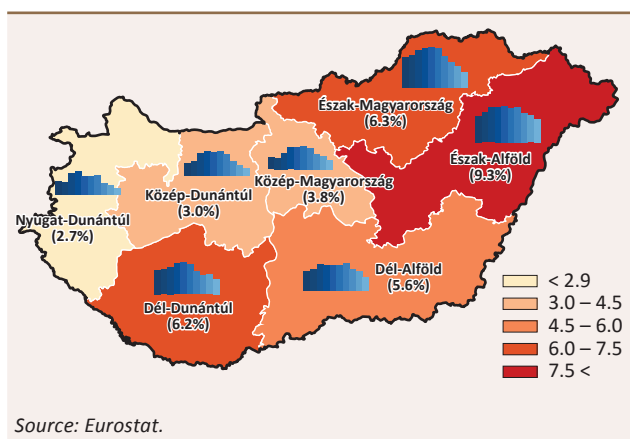 Észak-Magyarország
(6.3%)
Észak-Alföld
(9.3%)
Közép-Dunántúl
(3.0%)
Közép-Magyarország
(3.8%)
Nyugat-Dunántúl
(2.7%)
Dél-Alföld
(5.6%)
Dél-Dunántúl
(6.2%)
< 2.9
3.0 – 4.5
4.5 – 6.0
6.0 – 7.5
7.5 <
Source: Eurostat.